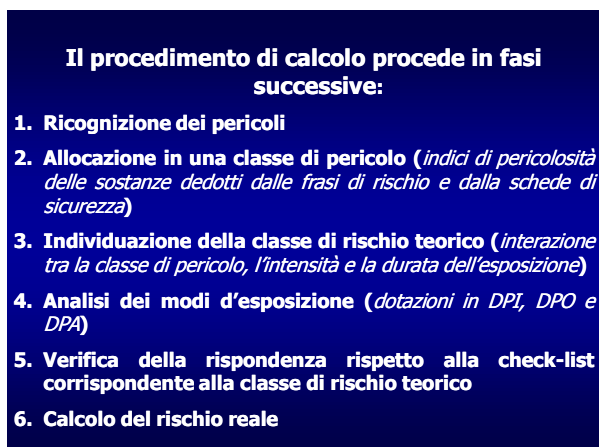 Il procedimento di calcolo procede in fasi
successive:
1. Ricognizione dei pericoli
2. Allocazione in una classe di pericolo (indici di pericolosità
delle sostanze dedotti dalle frasi di rischio e dalla schede di
sicurezza)
3. Individuazione della classe di rischio teorico (interazione
tra la classe di pericolo, l'intensità e la durata dell'esposizione)
4. Analisi dei modi d'esposizione (dotazioni in DPI, DPO e
DPA)
5. Verifica della rispondenza rispetto alla check-list
corrispondente alla classe di rischio teorico
6. Calcolo del rischio reale